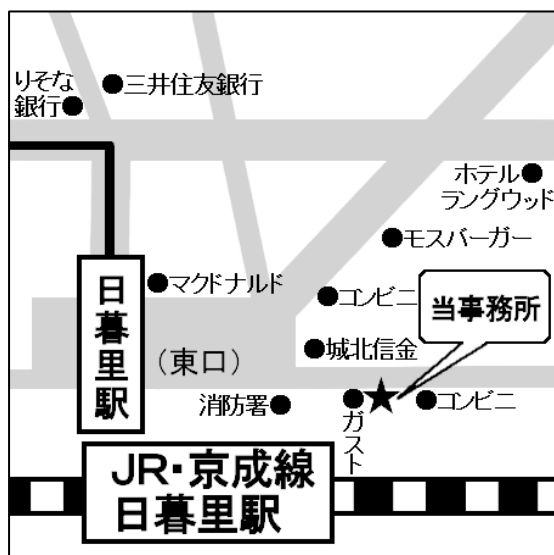 りそな
銀行
三井住友銀行
ホテル
ラングウッド
モスバーガー
マクドナルド
コンビニ
当事務所
日暮里駅
(東口)
城北信金
消防署
ガスト
コンビニ
JR・京成線
日暮里駅